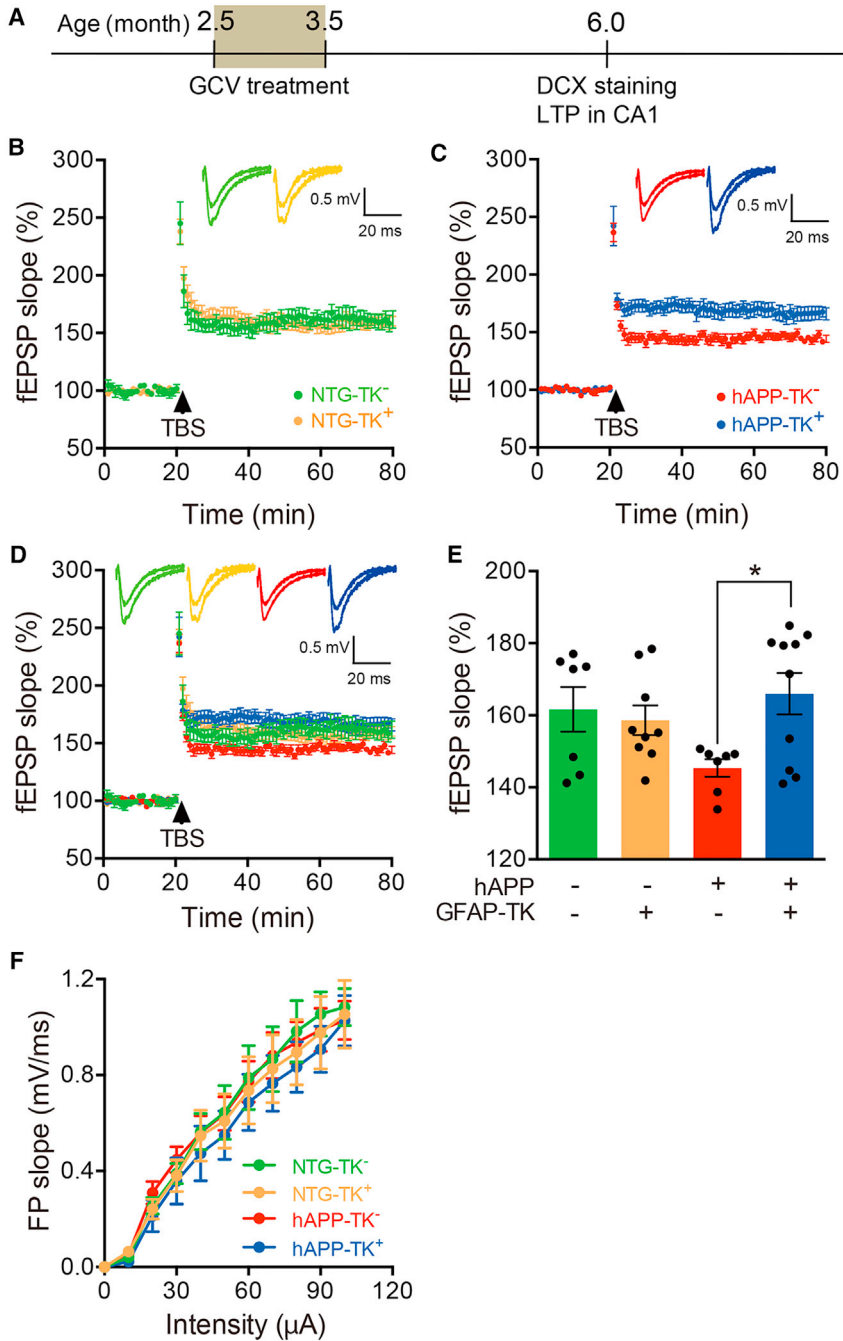 A
Age (month) 2.5 3.5 6.0
GCV treatment
DCX staining
LTP in CA1
B
fEPSP slope (%)
300
250
200
150
100
50
0.5 mV
20 ms
NTG-TK-
NTG-TK+
TBS
0 20 40 60 80
Time (min)
C
fEPSP slope (%)
300
250
200
150
100
50
0.5 mV
20 ms
hAPP-TK-
hAPP-TK+
TBS
0 20 40 60 80
Time (min)
D
fEPSP slope (%)
300
250
200
150
100
50
0.5 mV
20 ms
TBS
0 20 40 60 80
Time (min)
E
fEPSP slope (%)
200
180
160
140
120
*
hAPP - - + +
GFAP-TK - + - +
F
FP slope (mV/ms)
1.2
0.8
0.4
0.0
NTG-TK-
NTG-TK+
hAPP-TK-
hAPP-TK+
0 30 60 90 120
Intensity (μA)